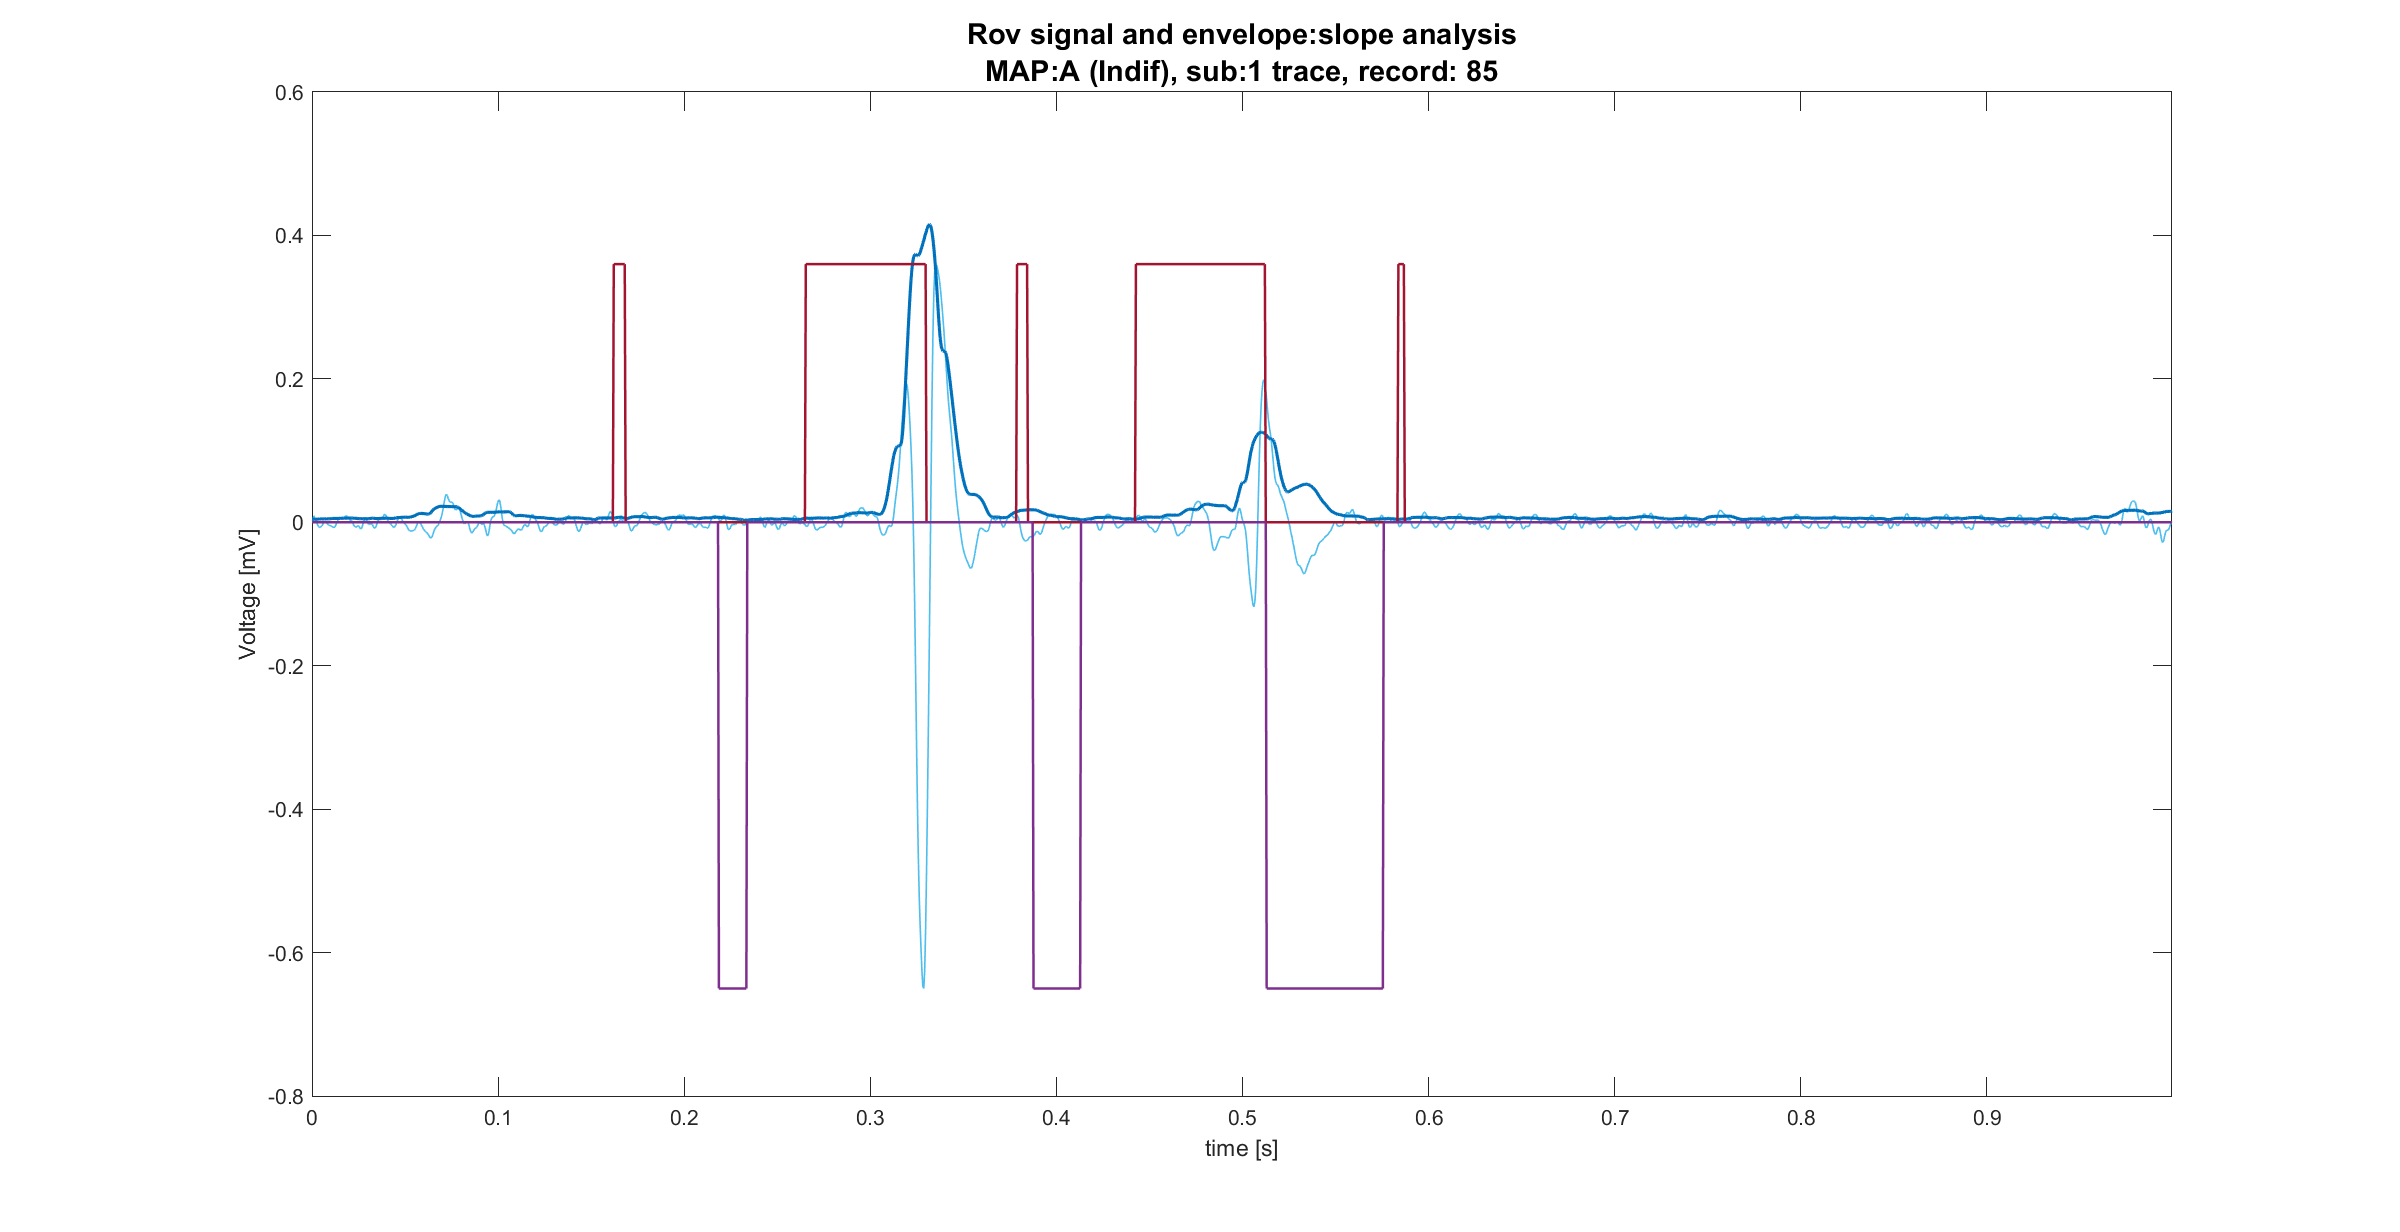 Rov signal and envelope:slope analysis
MAP:A (Indif), sub:1 trace, record: 85
0.6
0.4
0.2
0
-0.2
-0.4
-0.6
-0.8
Voltage [mV]
0 0.1 0.2 0.3 0.4 0.5 0.6 0.7 0.8 0.9
time [s]